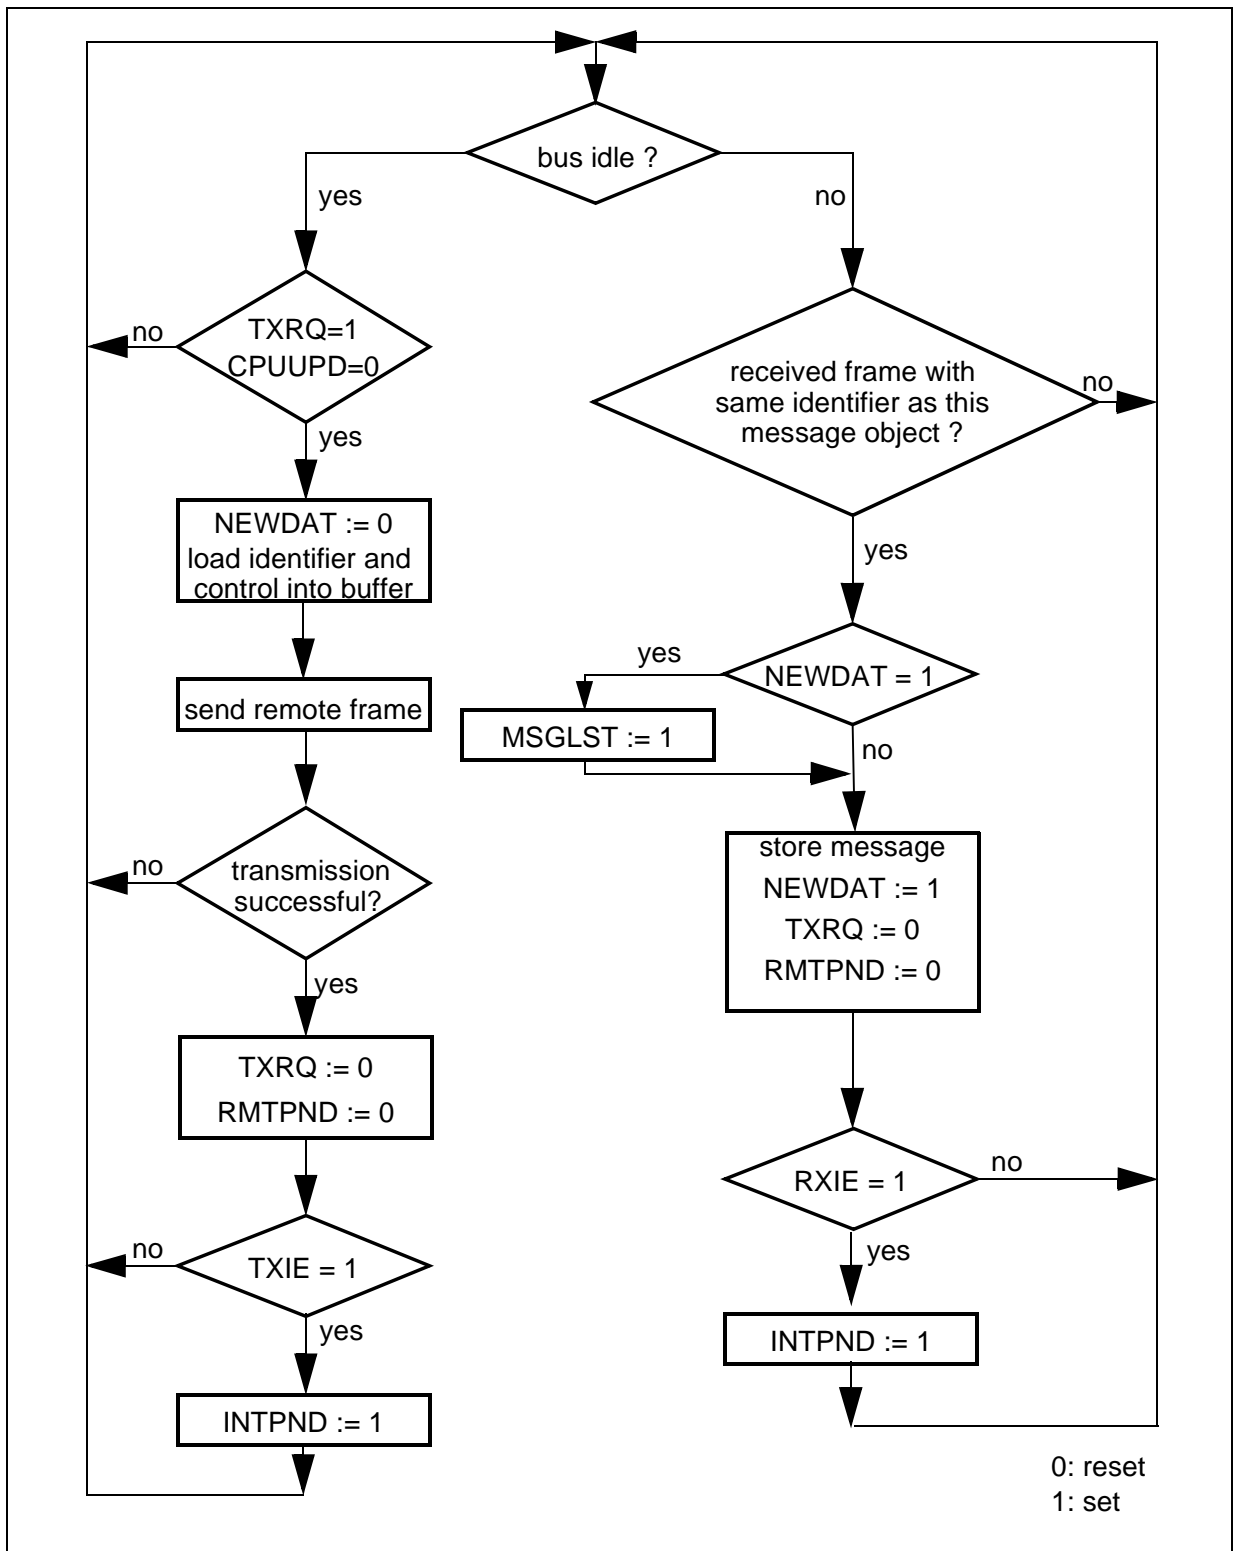 bus idle ?
yes
no
TXRQ=1
CPUUPD=0
no
yes
received frame with
same identifier as this
message object ?
no
yes
NEWDAT := 0
load identifier and
control into buffer
send remote frame
yes
NEWDAT = 1
MSGLST := 1
no
transmission
successful?
no
yes
store message
NEWDAT := 1
TXRQ := 0
RMTPND := 0
TXRQ := 0
RMTPND := 0
RXIE = 1
no
yes
TXIE = 1
no
yes
INTPND := 1
INTPND := 1
0: reset
1: set